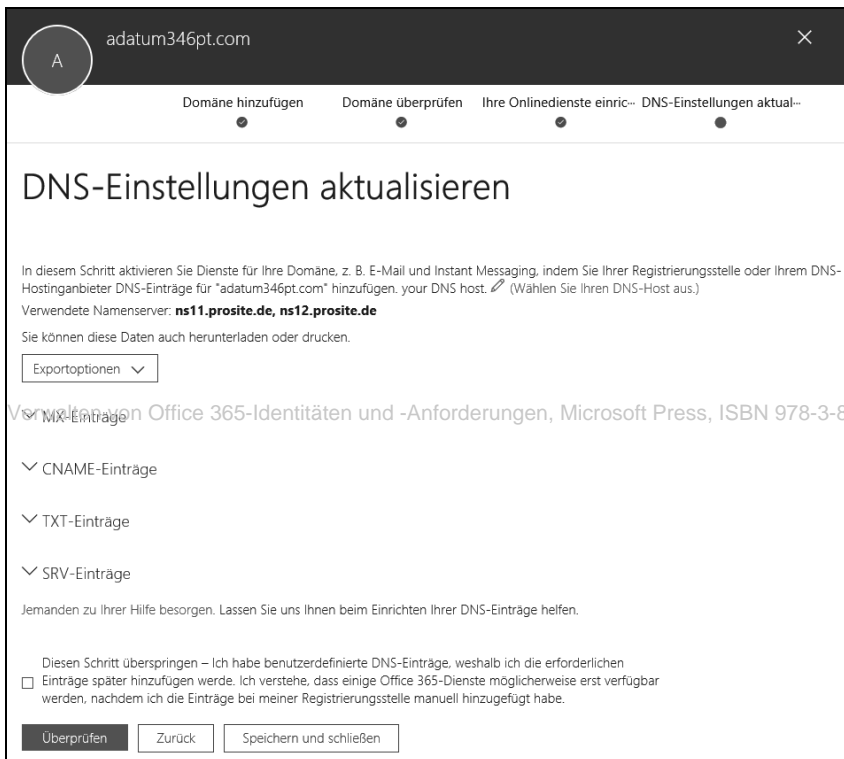 adatum346pt.com
A
Domäne hinzufügen
Domäne überprüfen
Ihre Onlinedienste einric...
DNS-Einstellungen aktual...
DNS-Einstellungen aktualisieren
In diesem Schritt aktivieren Sie Dienste für Ihre Domäne, z. B. E-Mail und Instant Messaging, indem Sie Ihrer Registrierungsstelle oder Ihrem DNS-
Hostinganbieter DNS-Einträge für "adatum346pt.com" hinzufügen. your DNS host. (Wählen Sie Ihren DNS-Host aus.)
Verwendete Namenserver: ns11.prosite.de, ns12.prosite.de
Sie können diese Daten auch herunterladen oder drucken.
Exportoptionen
Verwalten von Office 365-Identitäten und -Anforderungen, Microsoft Press, ISBN 978-3-8
MX-Einträge
CNAME-Einträge
TXT-Einträge
SRV-Einträge
Jemanden zu Ihrer Hilfe besorgen. Lassen Sie uns Ihnen beim Einrichten Ihrer DNS-Einträge helfen.
Diesen Schritt überspringen – Ich habe benutzerdefinierte DNS-Einträge, weshalb ich die erforderlichen
Einträge später hinzufügen werde. Ich verstehe, dass einige Office 365-Dienste möglicherweise erst verfügbar
werden, nachdem ich die Einträge bei meiner Registrierungsstelle manuell hinzugefügt habe.
Überprüfen
Zurück
Speichern und schließen